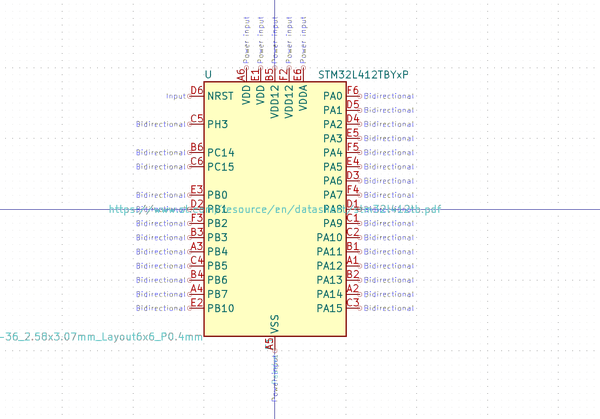 Power input
Power input
Power input
Power input
Power input
A6 E1 B5 F2 E6
U STM32L412TBYxP
VDD VDD VDD12 VDD12 VDDA
Input D6 NRST PA0 F6 Bidirectional
PA1 D5 Bidirectional
Bidirectional C5 PH3 PA2 D4 Bidirectional
PA3 E5 Bidirectional
Bidirectional B6 PC14 PA4 F5 Bidirectional
Bidirectional C6 PC15 PA5 E4 Bidirectional
PA6 D3 Bidirectional
Bidirectional E3 PB0 PA7 F4 Bidirectional
D2 PB1 D1
https://www.st.com/resource/en/datasheet/stm32l412tb.pdf
Bidirectional F3 PB2 PA9 C1 Bidirectional
Bidirectional B3 PB3 PA10 C2 Bidirectional
Bidirectional A3 PB4 PA11 B1 Bidirectional
Bidirectional C4 PB5 PA12 A1 Bidirectional
Bidirectional B4 PB6 PA13 B2 Bidirectional
Bidirectional A4 PB7 PA14 A2 Bidirectional
Bidirectional E2 PB10 PA15 C3 Bidirectional
VSS
-36_2.58x3.07mm_Layout6x6_P0.4mm
A5
Power input